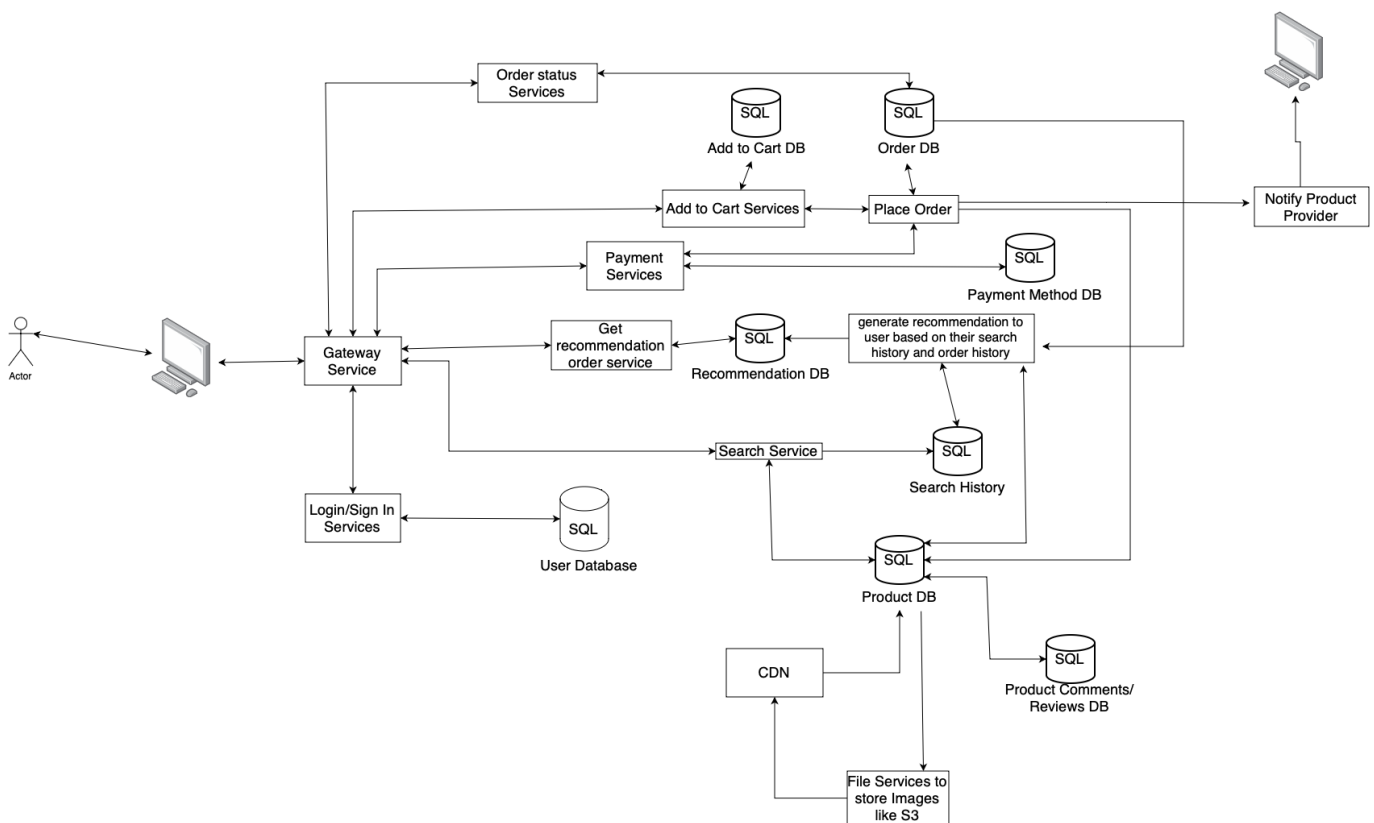 Order status
Services
SQL
Add to Cart DB
SQL
Order DB
Add to Cart Services
Place Order
Notify Product
Provider
Payment
Services
SQL
Payment Method DB
Actor
Gateway
Service
Get
recommendation
order service
SQL
Recommendation DB
generate recommendation to
user based on their search
history and order history
Search Service
SQL
Search History
Login/Sign In
Services
SQL
User Database
SQL
Product DB
CDN
SQL
Product Comments/
Reviews DB
File Services to
store Images
like S3